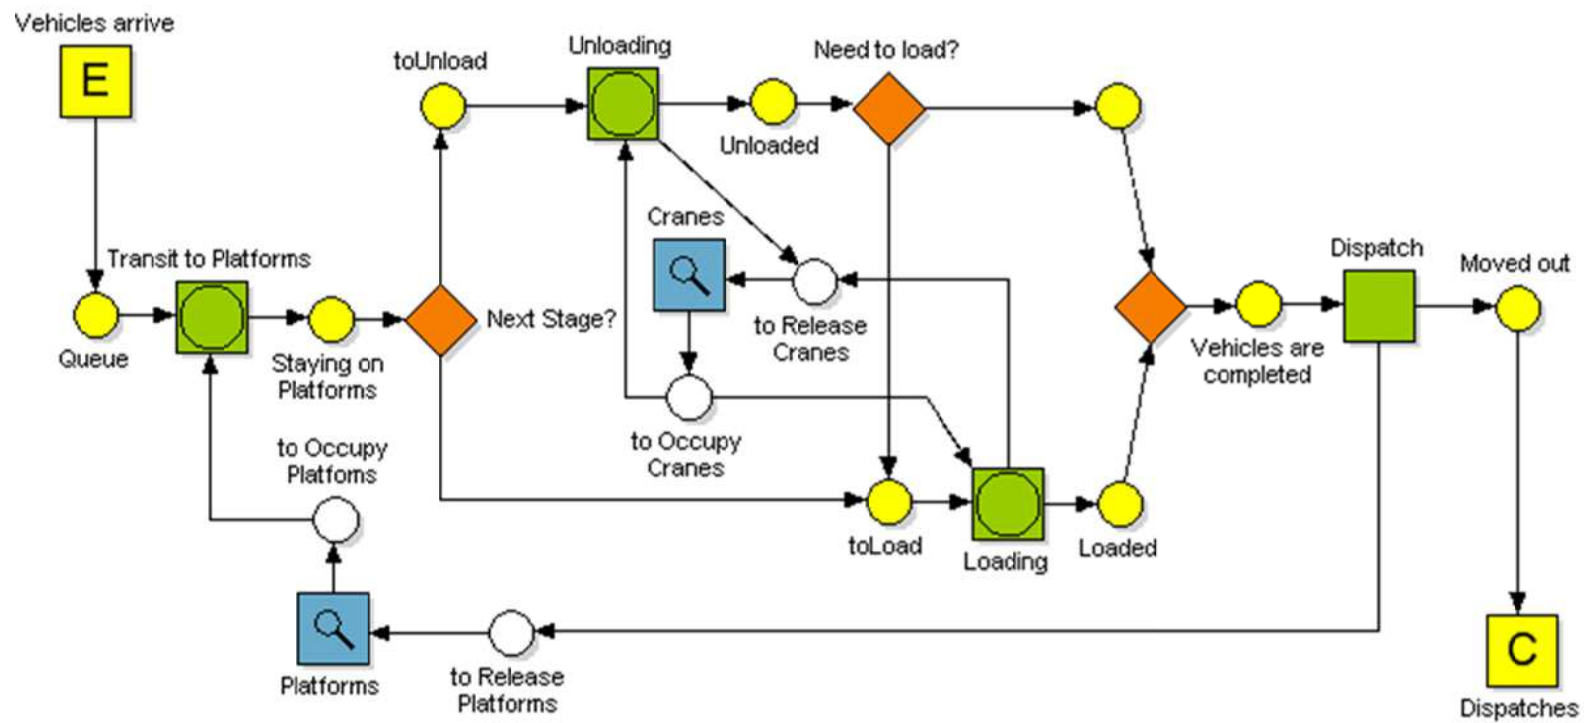 Vehicles arrive
E
toUnload
Unloading
Need to load?
Unloaded
Cranes
Transit to Platforms
Queue
Staying on
Platforms
Next Stage?
to Release
Cranes
to Occupy
Cranes
Dispatch
Moved out
Vehicles are
completed
to Occupy
Platfoms
toLoad
Loading
Loaded
Platforms
to Release
Platforms
C
Dispatches